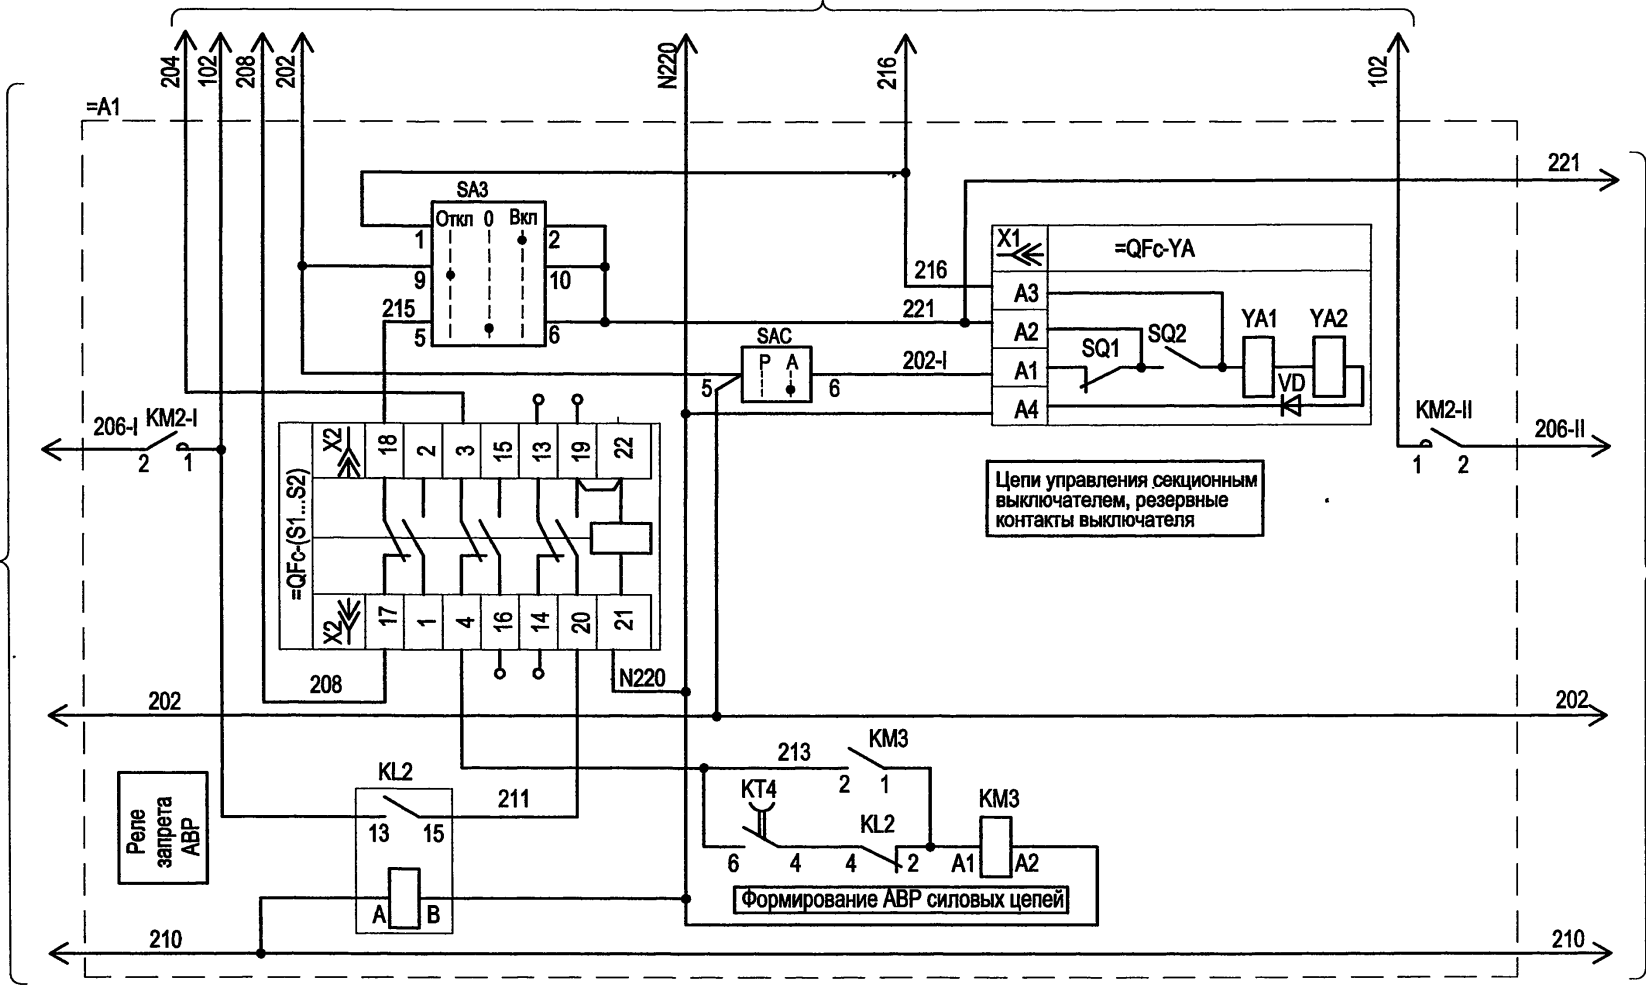 204
102
208
202
N220
216
102
=A1
221
SA3
Откл 0 Вкл
1
2
9
10
215
5
6
X1
=QFc-YA
216
A3
221
A2
A1
A4
SQ1
SQ2
YA1
YA2
VD
SAC
P A
5
6
202-I
206-I
KM2-I
2
1
KM2-II
206-II
1
2
=QFc-(S1...S2)
X2
18
2
3
15
13
19
22
X2
17
1
4
16
14
20
21
Цепи управления секционным
выключателем, резервные
контакты выключателя
208
N220
202
202
213
KM3
2
1
KL2
13
15
211
KT4
6
4
KL2
4
2
KM3
A1
A2
Реле
запрета
АВР
A
B
Формирование АВР силовых цепей
210
210